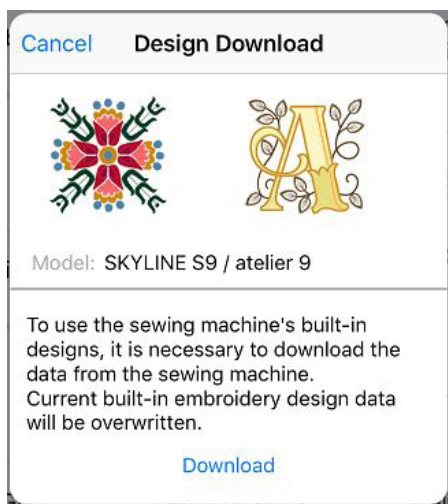 Cancel Design Download
Model: SKYLINE S9 / atelier 9
To use the sewing machine's built-in
designs, it is necessary to download the
data from the sewing machine.
Current built-in embroidery design data
will be overwritten.
Download